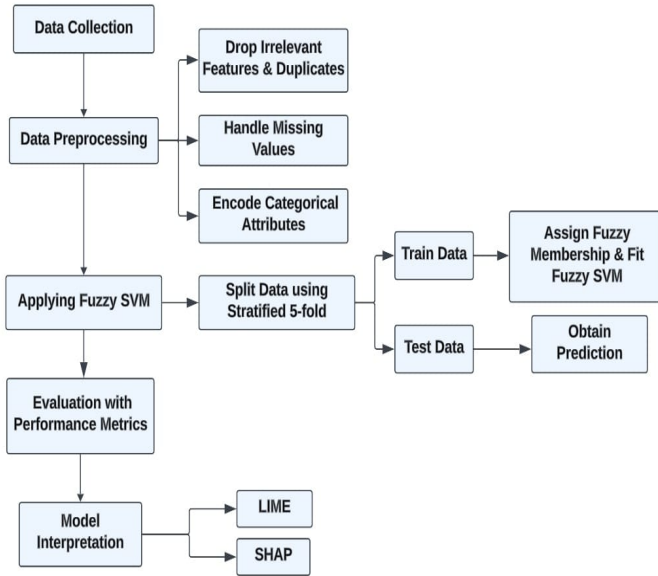 Data Collection
Drop Irrelevant
Features & Duplicates
Data Preprocessing
Handle Missing
Values
Encode Categorical
Attributes
Applying Fuzzy SVM
Split Data using
Stratified 5-fold
Train Data
Assign Fuzzy
Membership & Fit
Fuzzy SVM
Test Data
Obtain
Prediction
Evaluation with
Performance Metrics
Model
Interpretation
LIME
SHAP